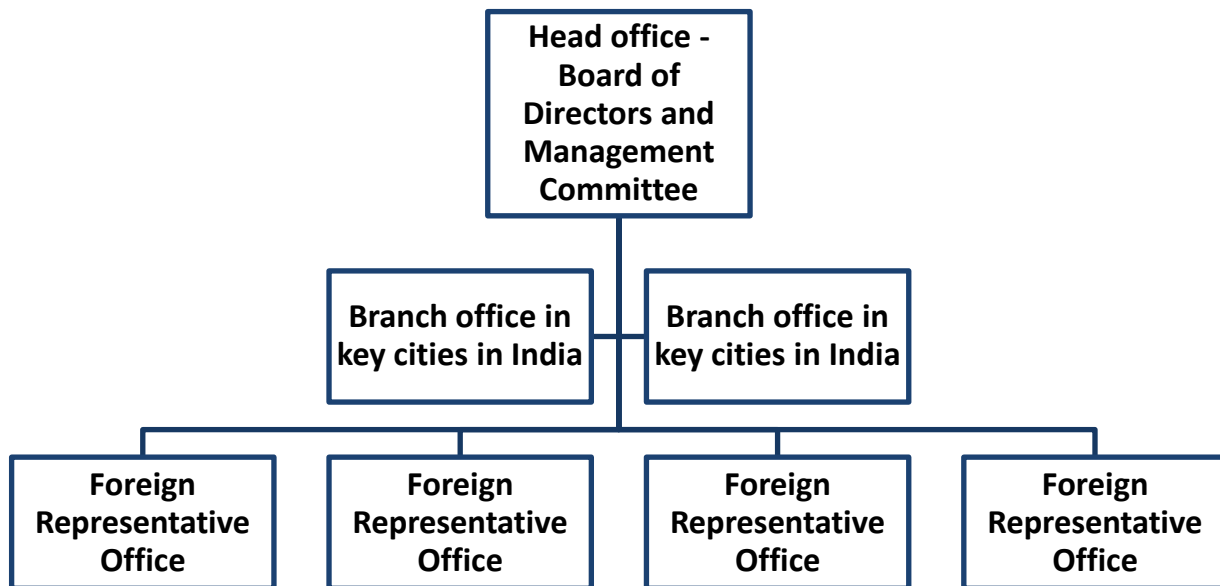 Head office -
Board of
Directors and
Management
Committee
Branch office in
key cities in India
Branch office in
key cities in India
Foreign
Representative
Office
Foreign
Representative
Office
Foreign
Representative
Office
Foreign
Representative
Office